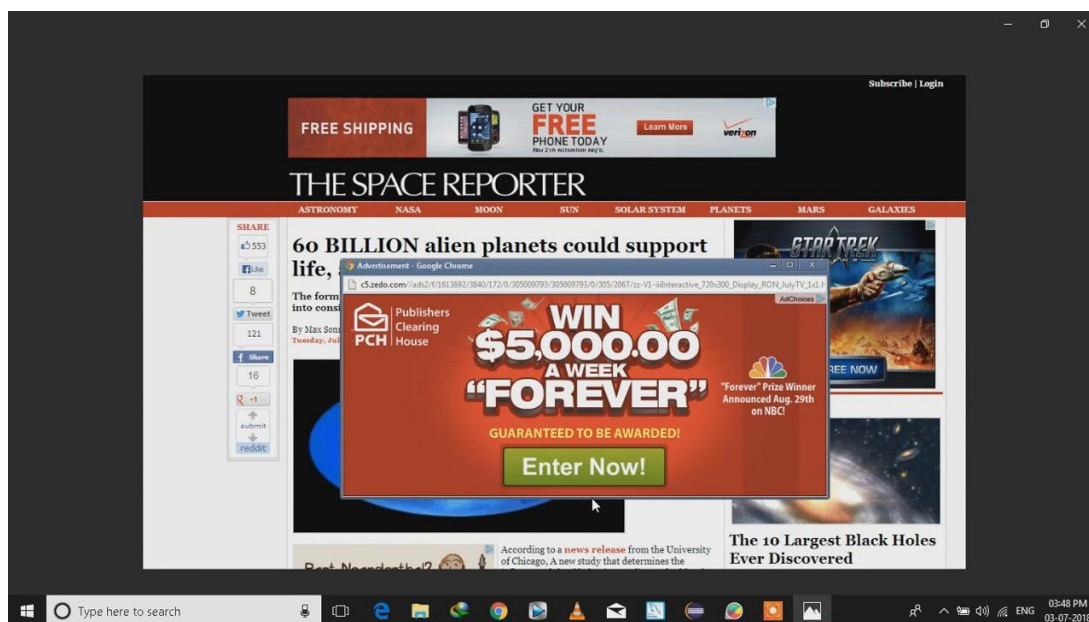 Subscribe | Login
FREE SHIPPING
GET YOUR
FREE
PHONE TODAY
Learn More
verizon
THE SPACE REPORTER
ASTRONOMY NASA MOON SUN SOLAR SYSTEM PLANETS MARS GALAXIES
SHARE
553
Like
8
Tweet
121
Share
16
+1
submit
reddit
60 BILLION alien planets could support
life,
The form
into consi
By Max Son
Tuesday, Jul
STAR TREK
REE NOW
Advertisement - Google Chrome
AdChoices
Publishers
Clearing
House
PCH
WIN
$5,000.00
A WEEK
"FOREVER"
GUARANTEED TO BE AWARDED!
Enter Now!
"Forever" Prize Winner
Announced Aug. 29th
on NBC!
According to a news release from the University
of Chicago, A new study that determines the
The 10 Largest Black Holes
Ever Discovered
Type here to search
ENG
03:48 PM